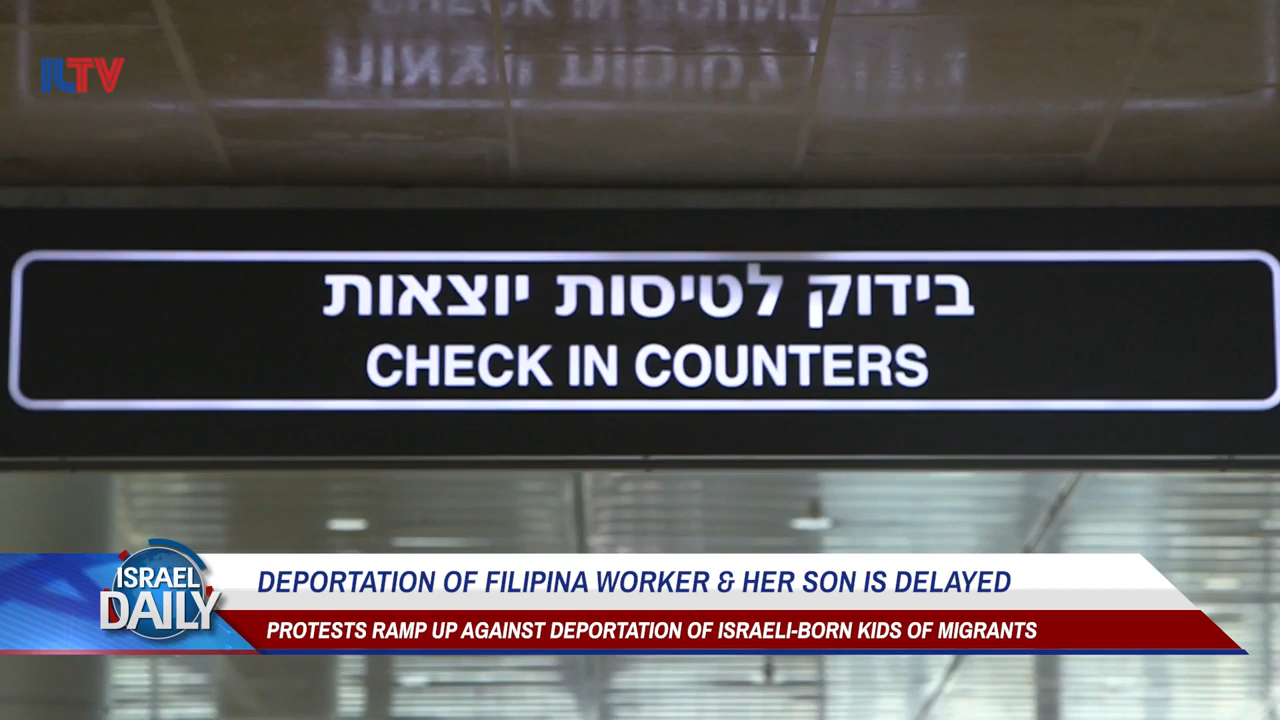 ILTV
בידוק לטיסות יוצאות
CHECK IN COUNTERS
ISRAEL
DAILY
DEPORTATION OF FILIPINA WORKER & HER SON IS DELAYED
PROTESTS RAMP UP AGAINST DEPORTATION OF ISRAELI-BORN KIDS OF MIGRANTS